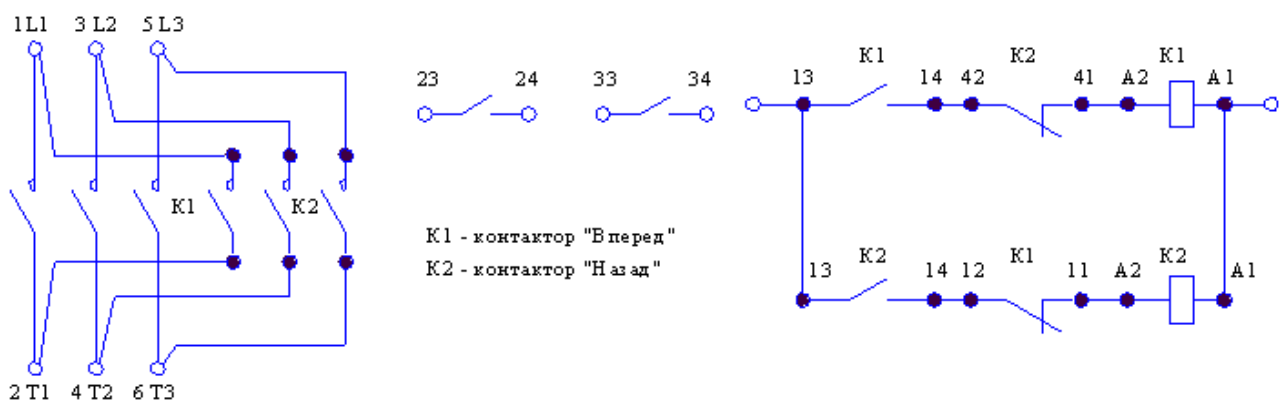 1L1 3 L2 5 L3
K1 K2
2 T1 4 T2 6 T3
23 24 33 34
K1 - контактор "Вперед"
K2 - контактор "Назад"
K1 K2 K1
13 14 42 41 A2 A1
K2 K1 K2
13 14 12 11 A2 A1